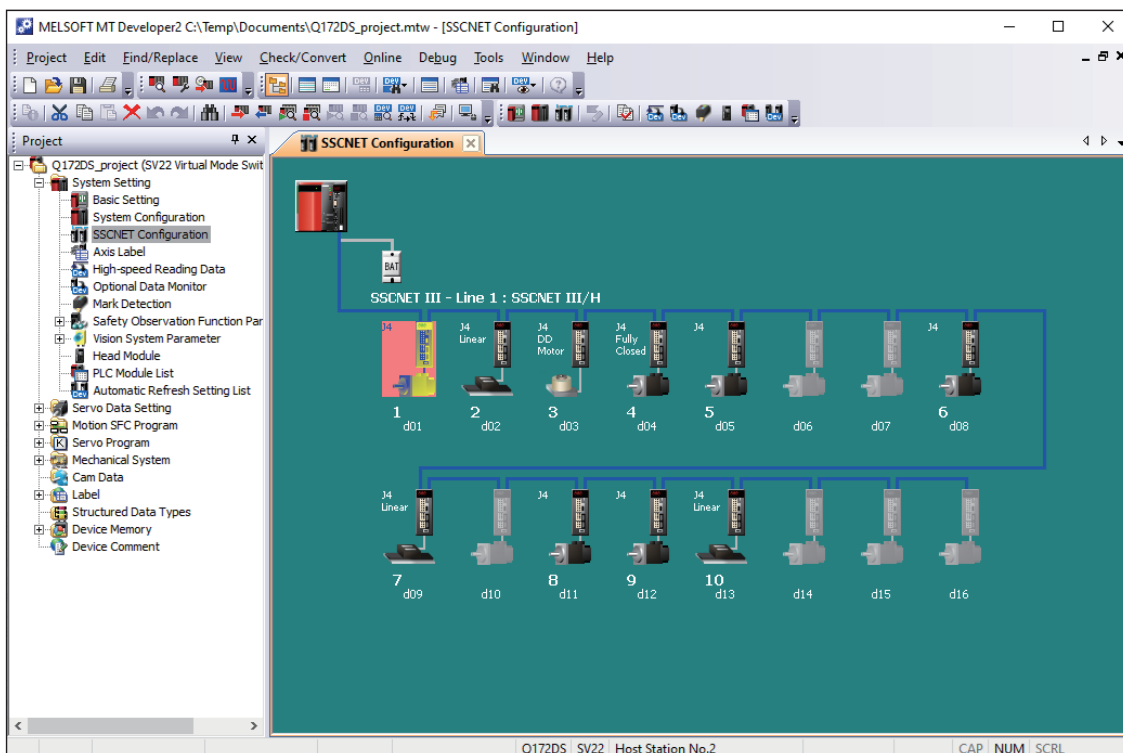 MELSOFT MT Developer2 C:\Temp\Documents\Q172DS_project.mtw - [SSCNET Configuration]
Project Edit Find/Replace View Check/Convert Online Debug Tools Window Help
Project
SSCNET Configuration
Q172DS_project (SV22 Virtual Mode Swit
System Setting
Basic Setting
System Configuration
SSCNET Configuration
Axis Label
High-speed Reading Data
Optional Data Monitor
Mark Detection
Safety Observation Function Par
Vision System Parameter
Head Module
PLC Module List
Automatic Refresh Setting List
Servo Data Setting
Motion SFC Program
Servo Program
Mechanical System
Cam Data
Label
Structured Data Types
Device Memory
Device Comment
BAT
SSCNET III - Line 1 : SSCNET III/H
J4 J4 J4 J4 J4 J4
Linear DD Fully
Motor Closed
1 2 3 4 5 6
d01 d02 d03 d04 d05 d06 d07 d08
J4 J4 J4 J4
Linear Linear
7 8 9 10
d09 d10 d11 d12 d13 d14 d15 d16
Q172DS SV22 Host Station No.2 CAP NUM SCRL